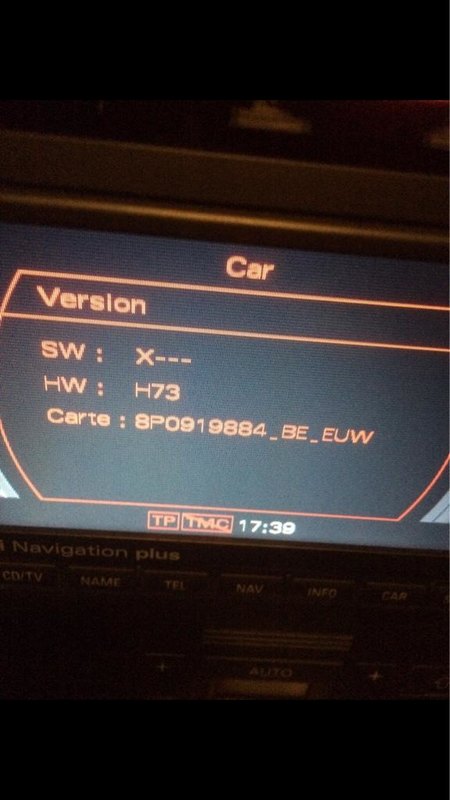 Car
Version
SW : X---
HW : H73
Carte : 8P0919884_BE_EUW
TP TMC 17:39
Navigation plus
CD/TV NAME TEL NAV INFO CAR
AUTO